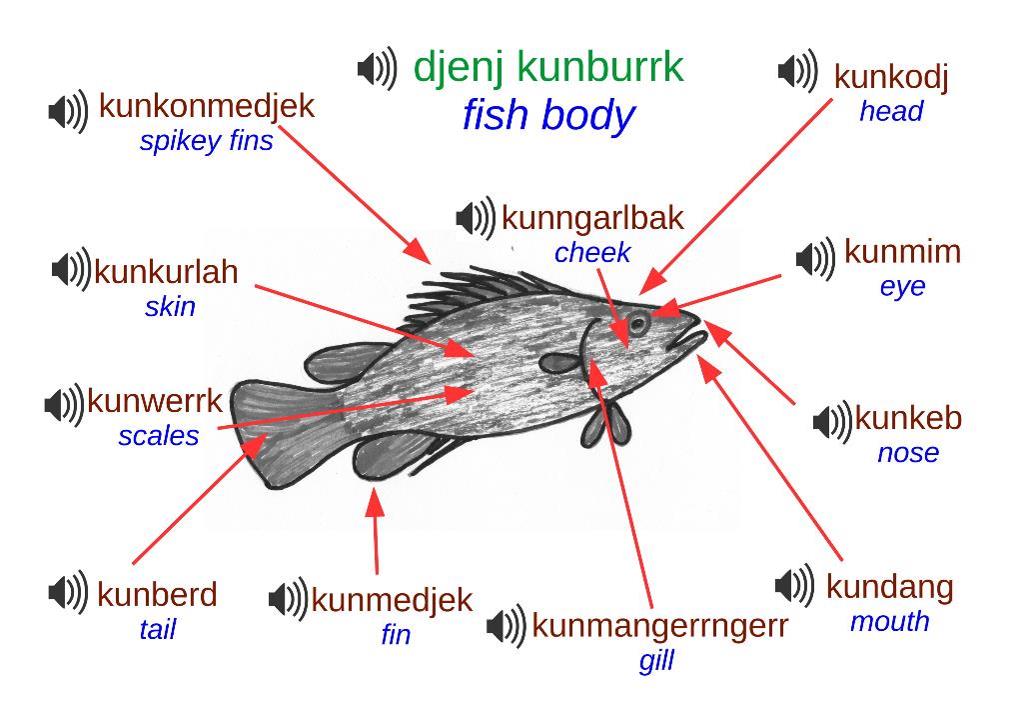 djenj kunburrk
fish body
kunkonmedjek
spikey fins
kunkodj
head
kunngarlbak
cheek
kunmim
eye
kunkurlah
skin
kunwerrk
scales
kunkeb
nose
kunberd
tail
kunmedjek
fin
kunmangerrngerr
gill
kundang
mouth